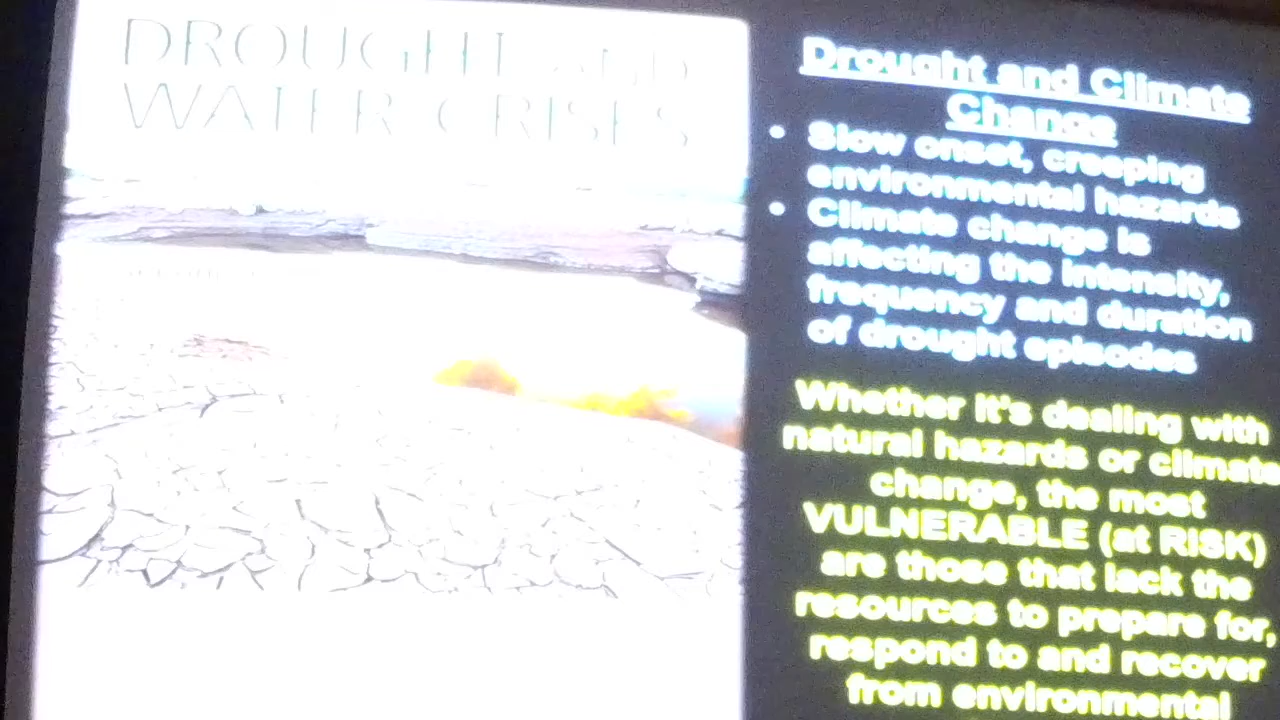 DROUGHT AND
WATER CRISES
Drought and Climate
Change
• Slow onset, creeping
environmental hazards
• Climate change is
affecting the intensity,
frequency and duration
of drought episodes
Whether it's dealing with
natural hazards or climate
change, the most
VULNERABLE (at RISK)
are those that lack the
resources to prepare for,
respond to and recover
from environmental